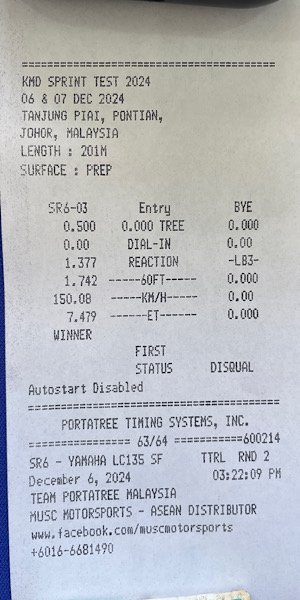 ==========================================
KMD SPRINT TEST 2024
06 & 07 DEC 2024
TANJUNG PIAI, PONTIAN,
JOHOR, MALAYSIA
LENGTH : 201M
SURFACE : PREP
SR6-03 Entry BYE
0.500 0.000 TREE 0.000
0.00 DIAL-IN 0.00
1.377 REACTION -LB3-
1.742 -----60FT------ 0.000
150.08 ------KM/H----- 0.00
7.479 -------ET------ 0.000
WINNER
FIRST
STATUS DISQUAL
Autostart Disabled
==========================================
PORTATREE TIMING SYSTEMS, INC.
================= 63/64 ============600214
SR6 - YAMAHA LC135 SF TTRL RND 2
December 6, 2024 03:22:09 PM
TEAM PORTATREE MALAYSIA
MUSC MOTORSPORTS - ASEAN DISTRIBUTOR
www.facebook.com/muscmotorsports
+6016-6681490